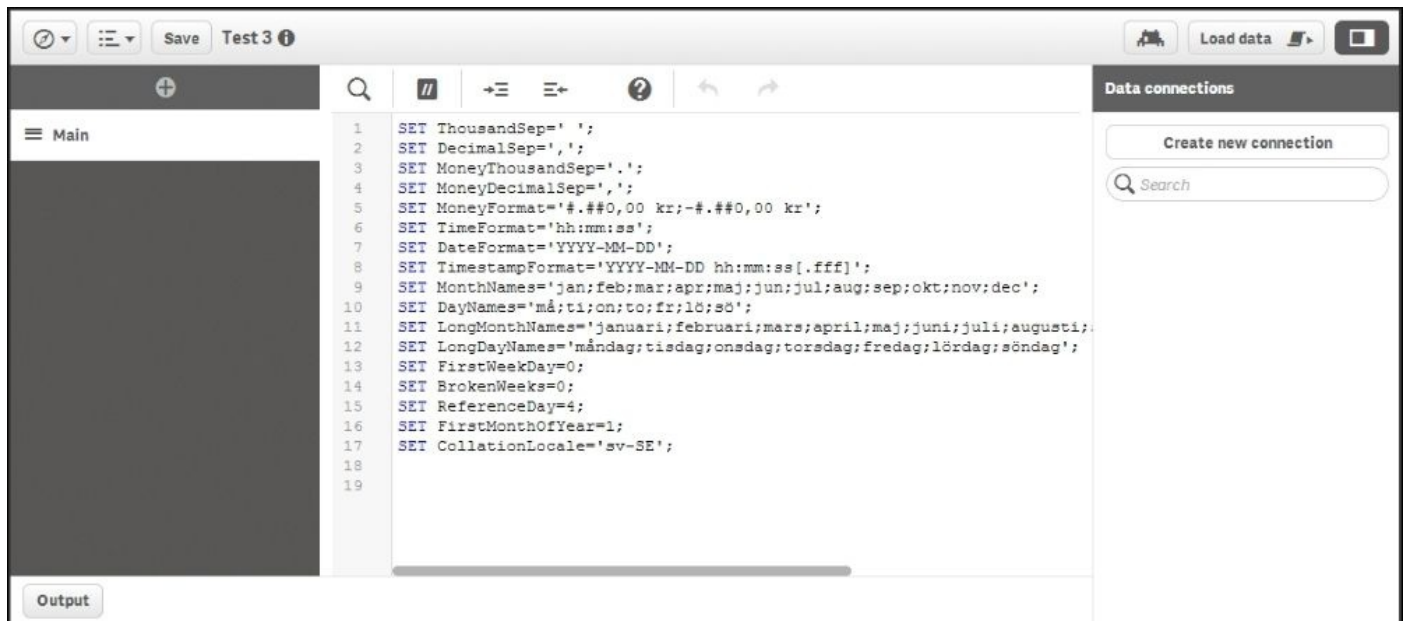 Save Test 3 Load data
Data connections
Main
Create new connection
Search
1 SET ThousandSep=' ';
2 SET DecimalSep=',';
3 SET MoneyThousandSep='.';
4 SET MoneyDecimalSep=',';
5 SET MoneyFormat='#.##0,00 kr;-#.##0,00 kr';
6 SET TimeFormat='hh:mm:ss';
7 SET DateFormat='YYYY-MM-DD';
8 SET TimestampFormat='YYYY-MM-DD hh:mm:ss[.fff]';
9 SET MonthNames='jan;feb;mar;apr;maj;jun;jul;aug;sep;okt;nov;dec';
10 SET DayNames='må;ti;on;to;fr;lö;sö';
11 SET LongMonthNames='januari;februari;mars;april;maj;juni;juli;augusti;
12 SET LongDayNames='måndag;tisdag;onsdag;torsdag;fredag;lördag;söndag';
13 SET FirstWeekDay=0;
14 SET BrokenWeeks=0;
15 SET ReferenceDay=4;
16 SET FirstMonthOfYear=1;
17 SET CollationLocale='sv-SE';
18
19
Output